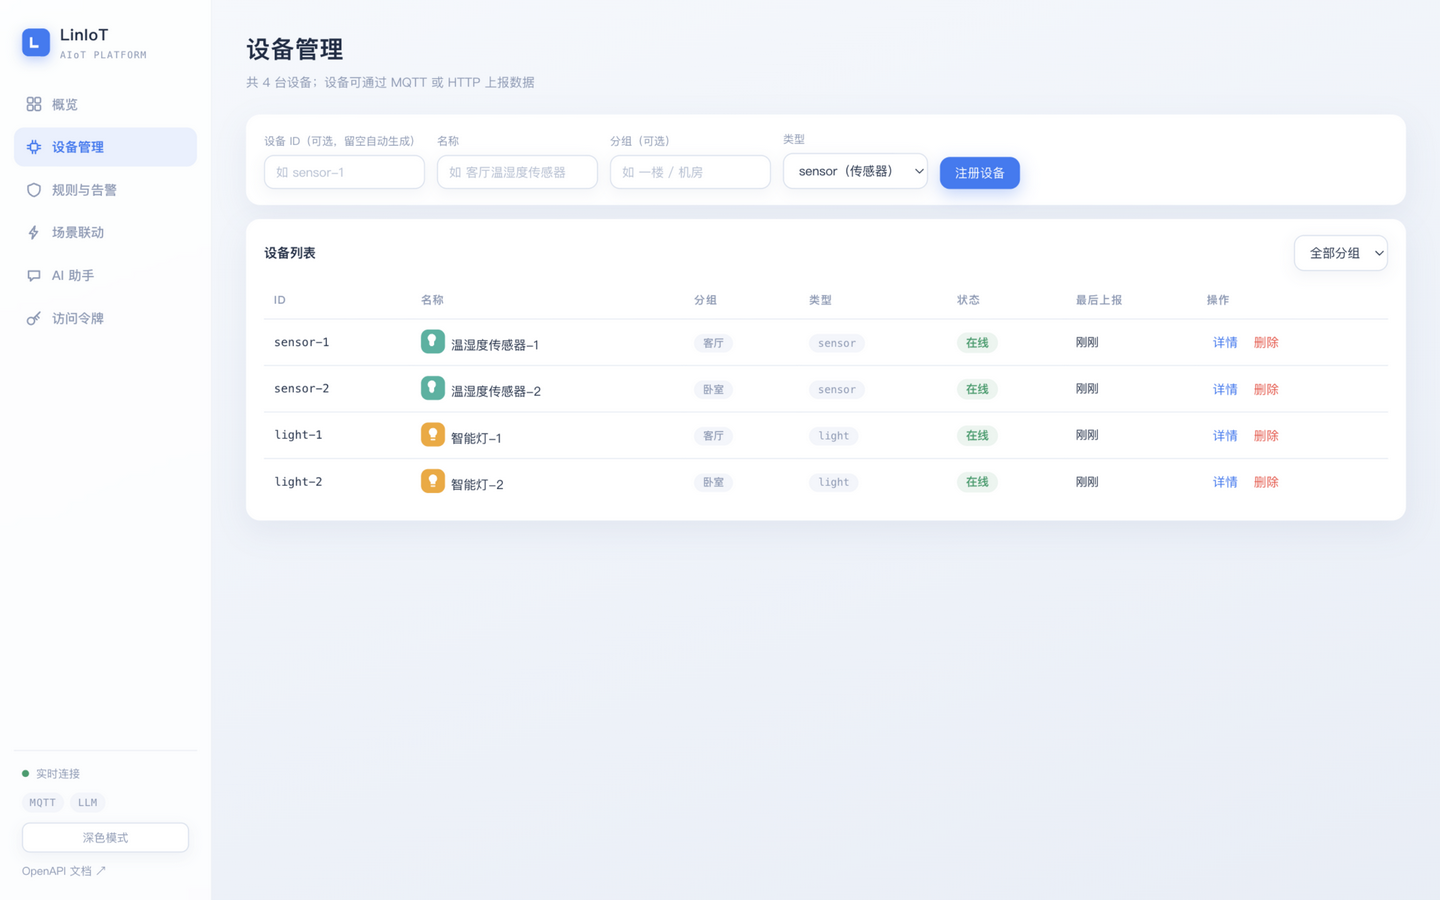 LinIoT
AIoT PLATFORM
概览
设备管理
规则与告警
场景联动
AI 助手
访问令牌
实时连接
MQTT LLM
深色模式
OpenAPI 文档 ↗
设备管理
共 4 台设备；设备可通过 MQTT 或 HTTP 上报数据
设备 ID（可选，留空自动生成） 名称 分组（可选） 类型
如 sensor-1 如 客厅温湿度传感器 如 一楼 / 机房 sensor（传感器） 注册设备
设备列表 全部分组
ID 名称 分组 类型 状态 最后上报 操作
sensor-1 温湿度传感器-1 客厅 sensor 在线 刚刚 详情 删除
sensor-2 温湿度传感器-2 卧室 sensor 在线 刚刚 详情 删除
light-1 智能灯-1 客厅 light 在线 刚刚 详情 删除
light-2 智能灯-2 卧室 light 在线 刚刚 详情 删除